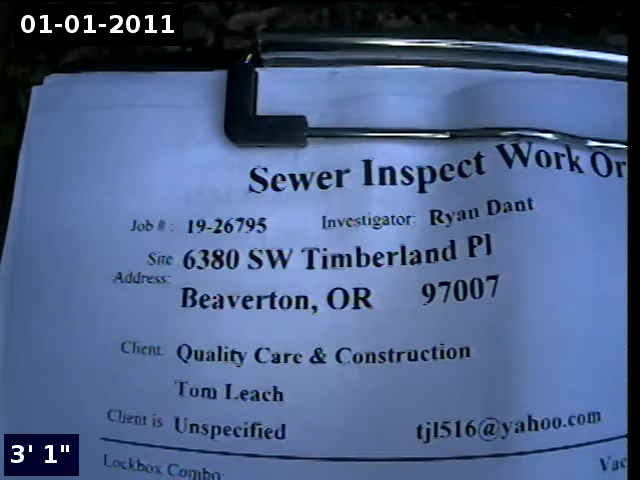 01-01-2011
Sewer Inspect Work Or
Job #: 19-26795 Investigator: Ryan Dant
Site Address: 6380 SW Timberland Pl
Beaverton, OR 97007
Client: Quality Care & Construction
Tom Leach
Client is Unspecified tjl516@yahoo.com
3' 1"
Lockbox Combo
Vac